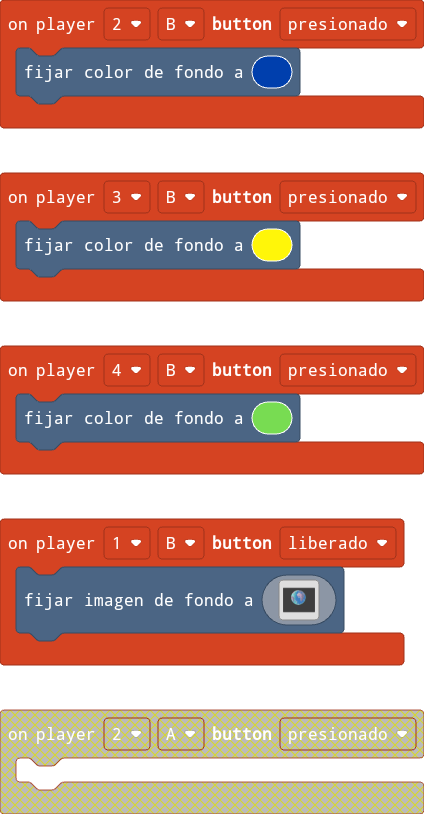 on player 2 B button presionado
fijar color de fondo a
on player 3 B button presionado
fijar color de fondo a
on player 4 B button presionado
fijar color de fondo a
on player 1 B button liberado
fijar imagen de fondo a
on player 2 A button presionado